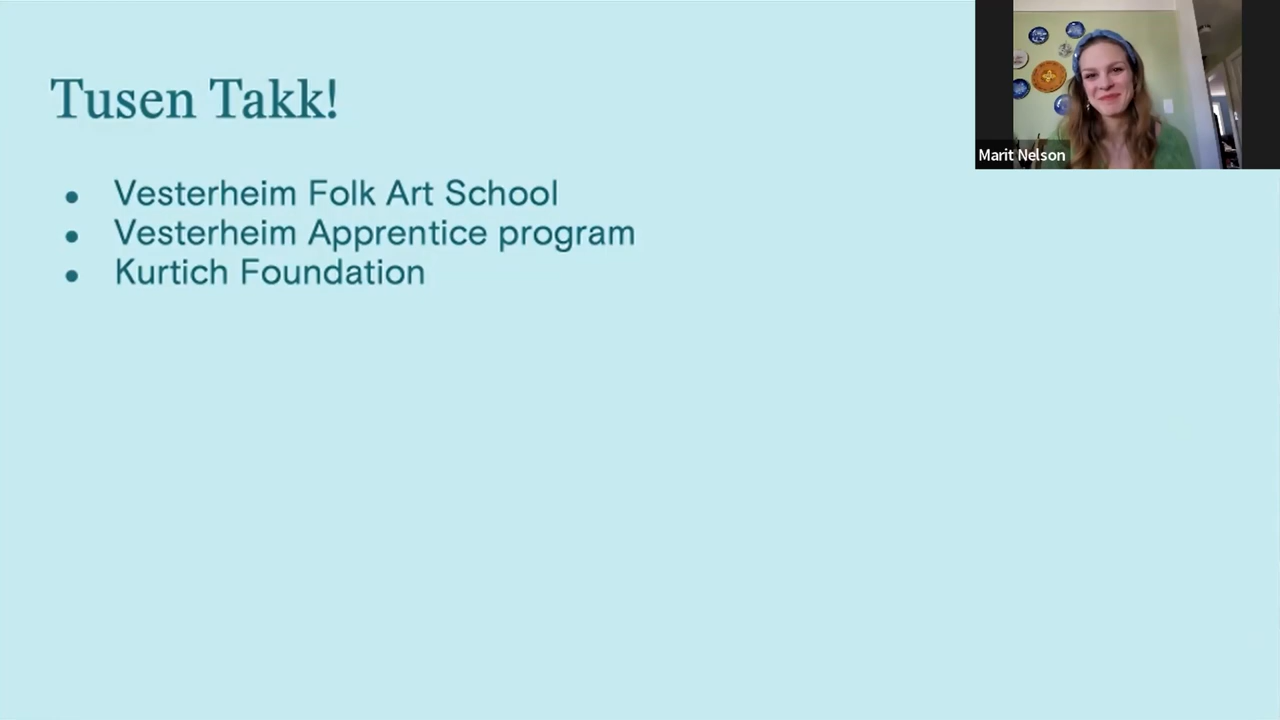 Tusen Takk!
• Vesterheim Folk Art School
• Vesterheim Apprentice program
• Kurtich Foundation
Marit Nelson